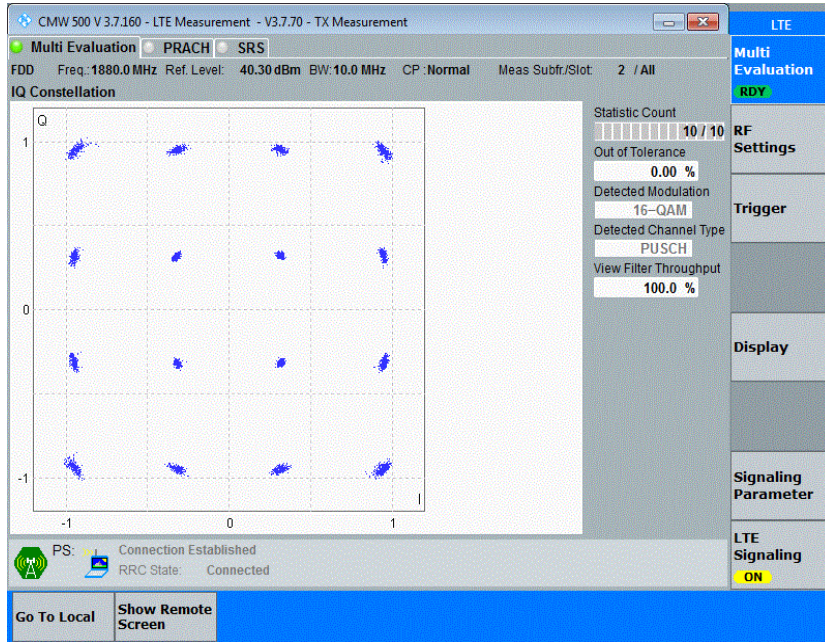 CMW 500 V 3.7.160 - LTE Measurement - V3.7.70 - TX Measurement
LTE
Multi Evaluation PRACH SRS
Multi
Evaluation
RDY
FDD Freq.: 1880.0 MHz Ref. Level: 40.30 dBm BW: 10.0 MHz CP : Normal Meas Subfr./Slot: 2 / All
IQ Constellation
Q
1
0
-1
I
-1 0 1
Statistic Count
10 / 10
Out of Tolerance
0.00 %
Detected Modulation
16-QAM
Detected Channel Type
PUSCH
View Filter Throughput
100.0 %
RF
Settings
Trigger
Display
Signaling
Parameter
LTE
Signaling
ON
PS: Connection Established
RRC State: Connected
Go To Local
Show Remote
Screen